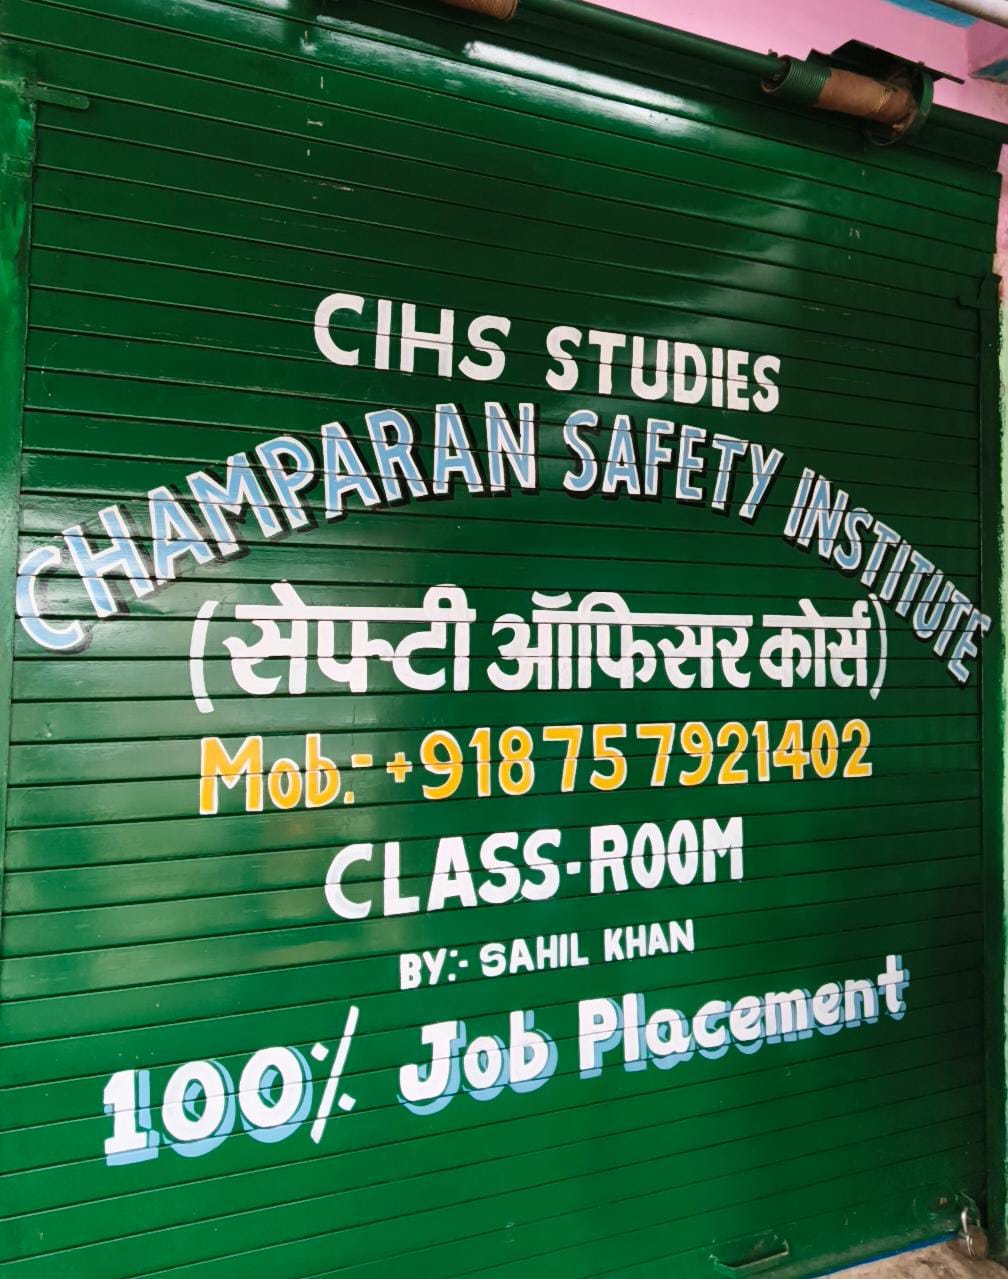 CIHS STUDIES
CHAMPARAN SAFETY INSTITUTE
(सेफ्टी ऑफिसर कोर्स)
Mob.:- +918757921402
CLASS-ROOM
BY:- SAHIL KHAN
100% Job Placement